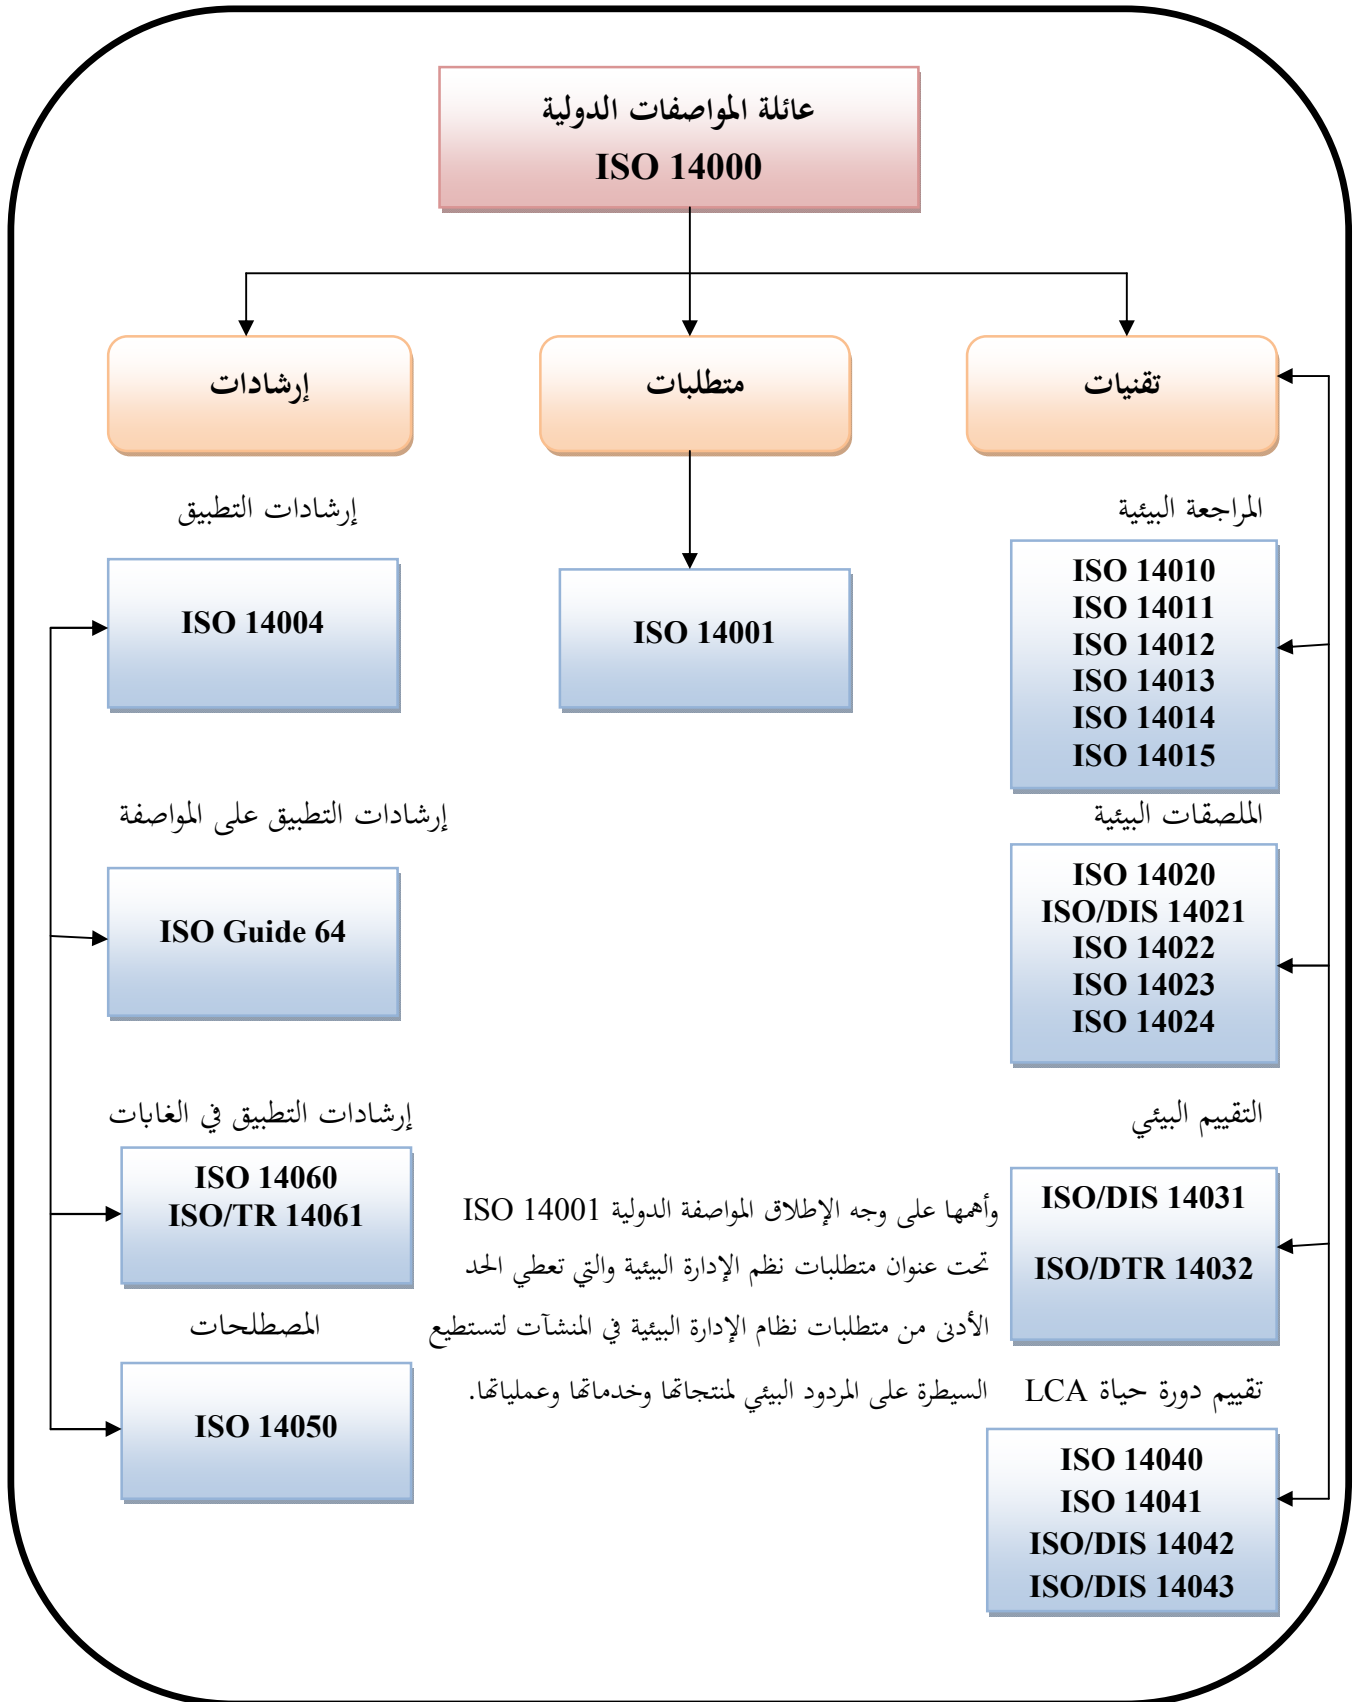 عائلة المواصفات الدولية
ISO 14000
تقنيات
متطلبات
إرشادات
المراجعة البيئية
ISO 14010
ISO 14011
ISO 14012
ISO 14013
ISO 14014
ISO 14015
الملصقات البيئية
ISO 14020
ISO/DIS 14021
ISO 14022
ISO 14023
ISO 14024
التقييم البيئي
ISO/DIS 14031
ISO/DTR 14032
تقييم دورة حياة LCA
ISO 14040
ISO 14041
ISO/DIS 14042
ISO/DIS 14043
ISO 14001
وأهمها على وجه الإطلاق المواصفة الدولية ISO 14001
تحت عنوان متطلبات نظم الإدارة البيئية والتي تعطي الحد
الأدنى من متطلبات نظام الإدارة البيئية في المنشآت لتستطيع
السيطرة على المردود البيئي لمنتجاتها وخدماتها وعملياتها.
إرشادات التطبيق
ISO 14004
إرشادات التطبيق على المواصفة
ISO Guide 64
إرشادات التطبيق في الغابات
ISO 14060
ISO/TR 14061
المصطلحات
ISO 14050